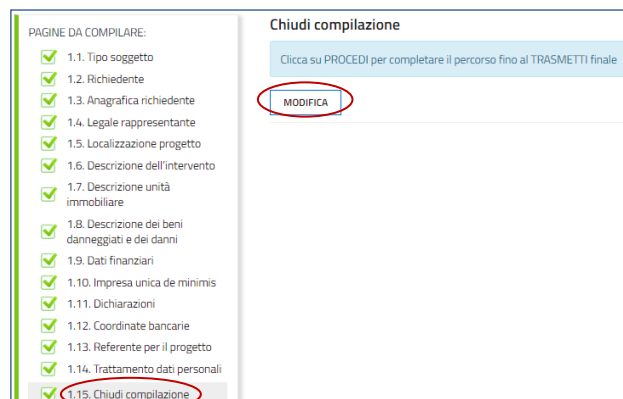 PAGINE DA COMPILARE:
1.1. Tipo soggetto
1.2. Richiedente
1.3. Anagrafica richiedente
1.4. Legale rappresentante
1.5. Localizzazione progetto
1.6. Descrizione dell'intervento
1.7. Descrizione unità
immobiliare
1.8. Descrizione dei beni
danneggiati e dei danni
1.9. Dati finanziari
1.10. Impresa unica de minimis
1.11. Dichiarazioni
1.12. Coordinate bancarie
1.13. Referente per il progetto
1.14. Trattamento dati personali
1.15. Chiudi compilazione
Chiudi compilazione
Clicca su PROCEDI per completare il percorso fino al TRASMETTI finale
MODIFICA